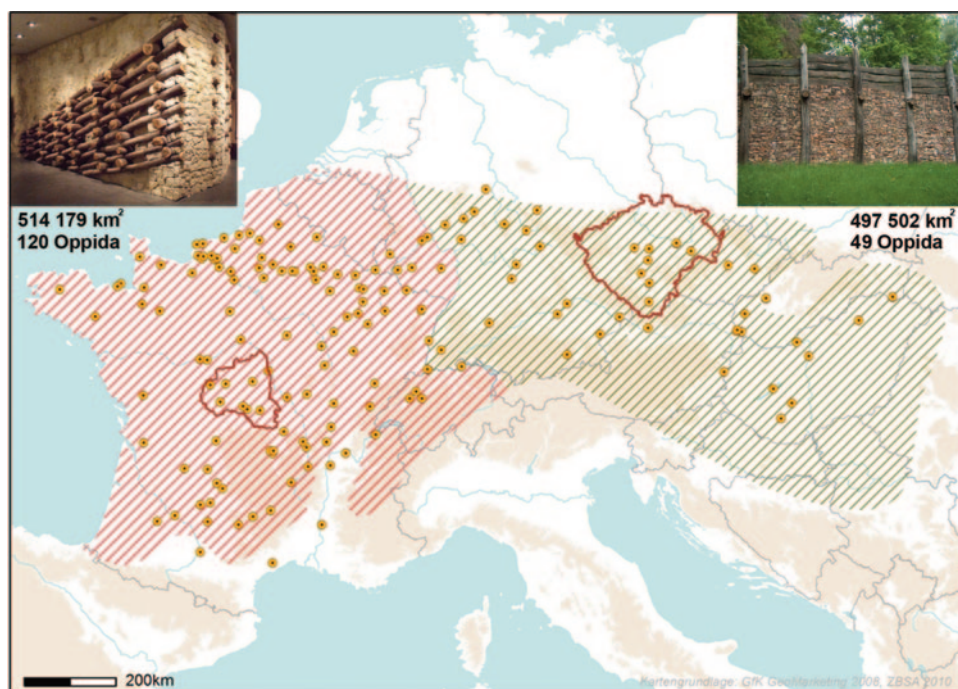 514 179 km²
120 Oppida
497 502 km²
49 Oppida
200km
Kartengrundlage: GfK GeoMarketing 2008, ZBSA 2010